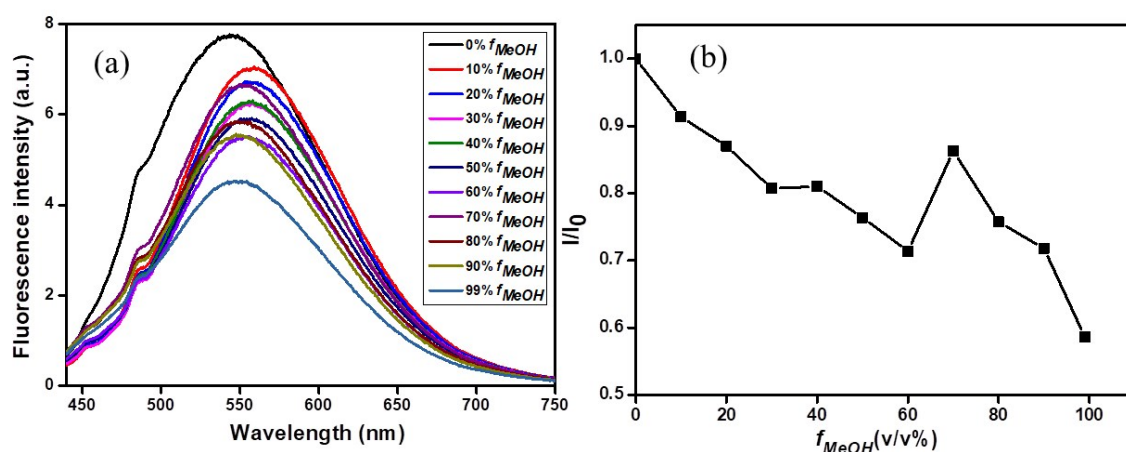 (a)
Fluorescence intensity (a.u.)
8
6
4
2
0
450 500 550 600 650 700 750
Wavelength (nm)
0% fMeOH
10% fMeOH
20% fMeOH
30% fMeOH
40% fMeOH
50% fMeOH
60% fMeOH
70% fMeOH
80% fMeOH
90% fMeOH
99% fMeOH
(b)
I/I0
1.0
0.9
0.8
0.7
0.6
0.5
0 20 40 60 80 100
fMeOH(v/v%)